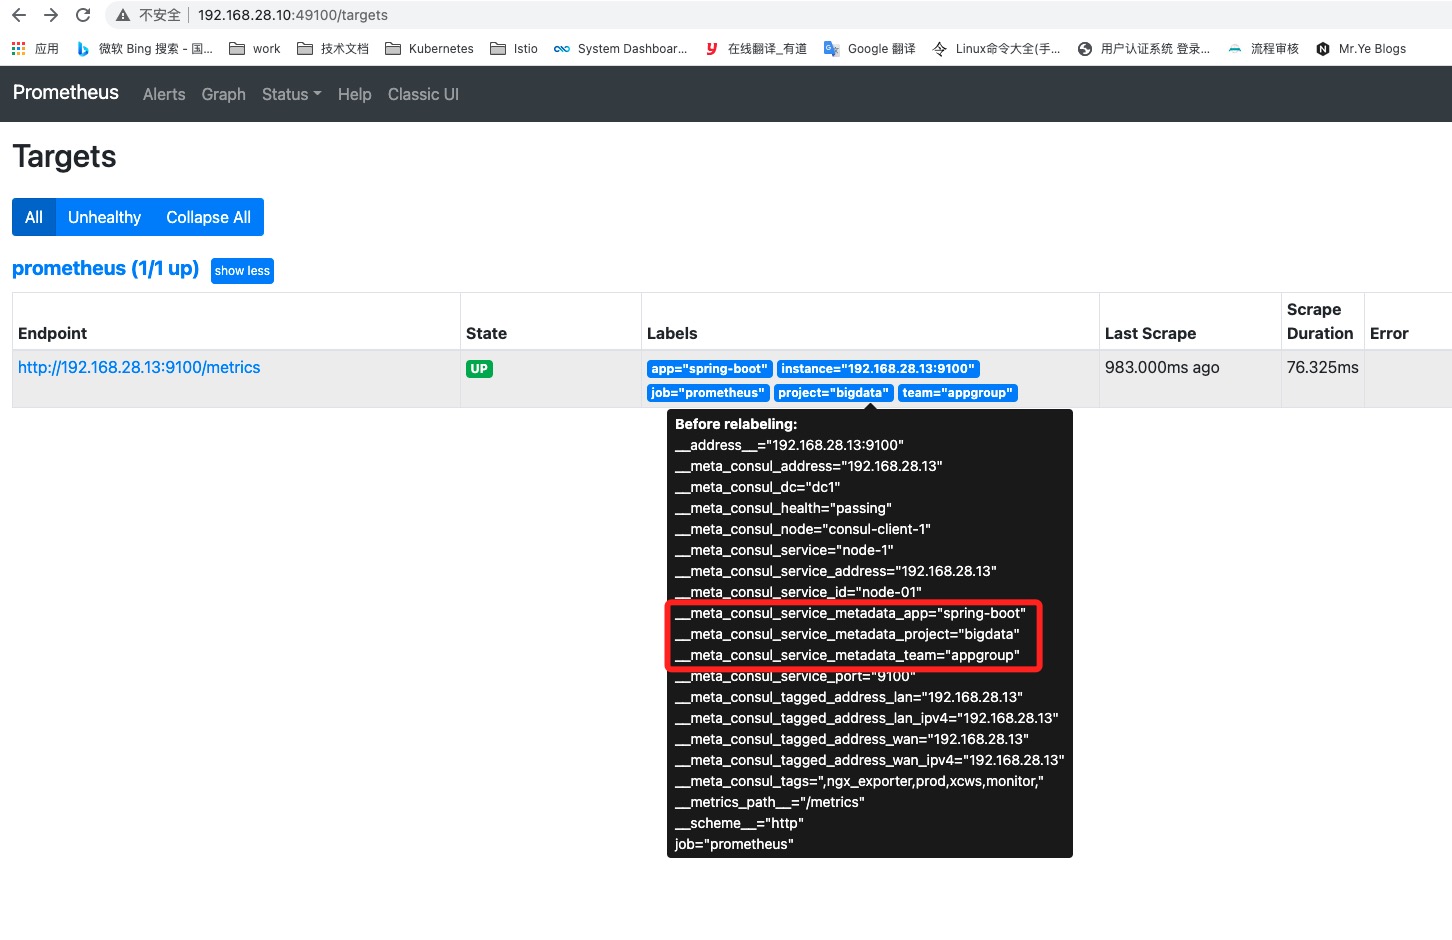 不安全 192.168.28.10:49100/targets
应用 微软 Bing 搜索 - 国... work 技术文档 Kubernetes Istio System Dashboar... 在线翻译_有道 Google 翻译 Linux命令大全(手... 用户认证系统 登录... 流程审核 Mr.Ye Blogs
Prometheus Alerts Graph Status Help Classic UI
Targets
All Unhealthy Collapse All
prometheus (1/1 up) show less
Endpoint State Labels Last Scrape Scrape Duration Error
http://192.168.28.13:9100/metrics UP app="spring-boot" instance="192.168.28.13:9100" 983.000ms ago 76.325ms
job="prometheus" project="bigdata" team="appgroup"
Before relabeling:
__address__="192.168.28.13:9100"
__meta_consul_address="192.168.28.13"
__meta_consul_dc="dc1"
__meta_consul_health="passing"
__meta_consul_node="consul-client-1"
__meta_consul_service="node-1"
__meta_consul_service_address="192.168.28.13"
__meta_consul_service_id="node-01"
__meta_consul_service_metadata_app="spring-boot"
__meta_consul_service_metadata_project="bigdata"
__meta_consul_service_metadata_team="appgroup"
__meta_consul_service_port="9100"
__meta_consul_tagged_address_lan="192.168.28.13"
__meta_consul_tagged_address_lan_ipv4="192.168.28.13"
__meta_consul_tagged_address_wan="192.168.28.13"
__meta_consul_tagged_address_wan_ipv4="192.168.28.13"
__meta_consul_tags=",ngx_exporter,prod,xcws,monitor,"
__metrics_path__="/metrics"
__scheme__="http"
job="prometheus"